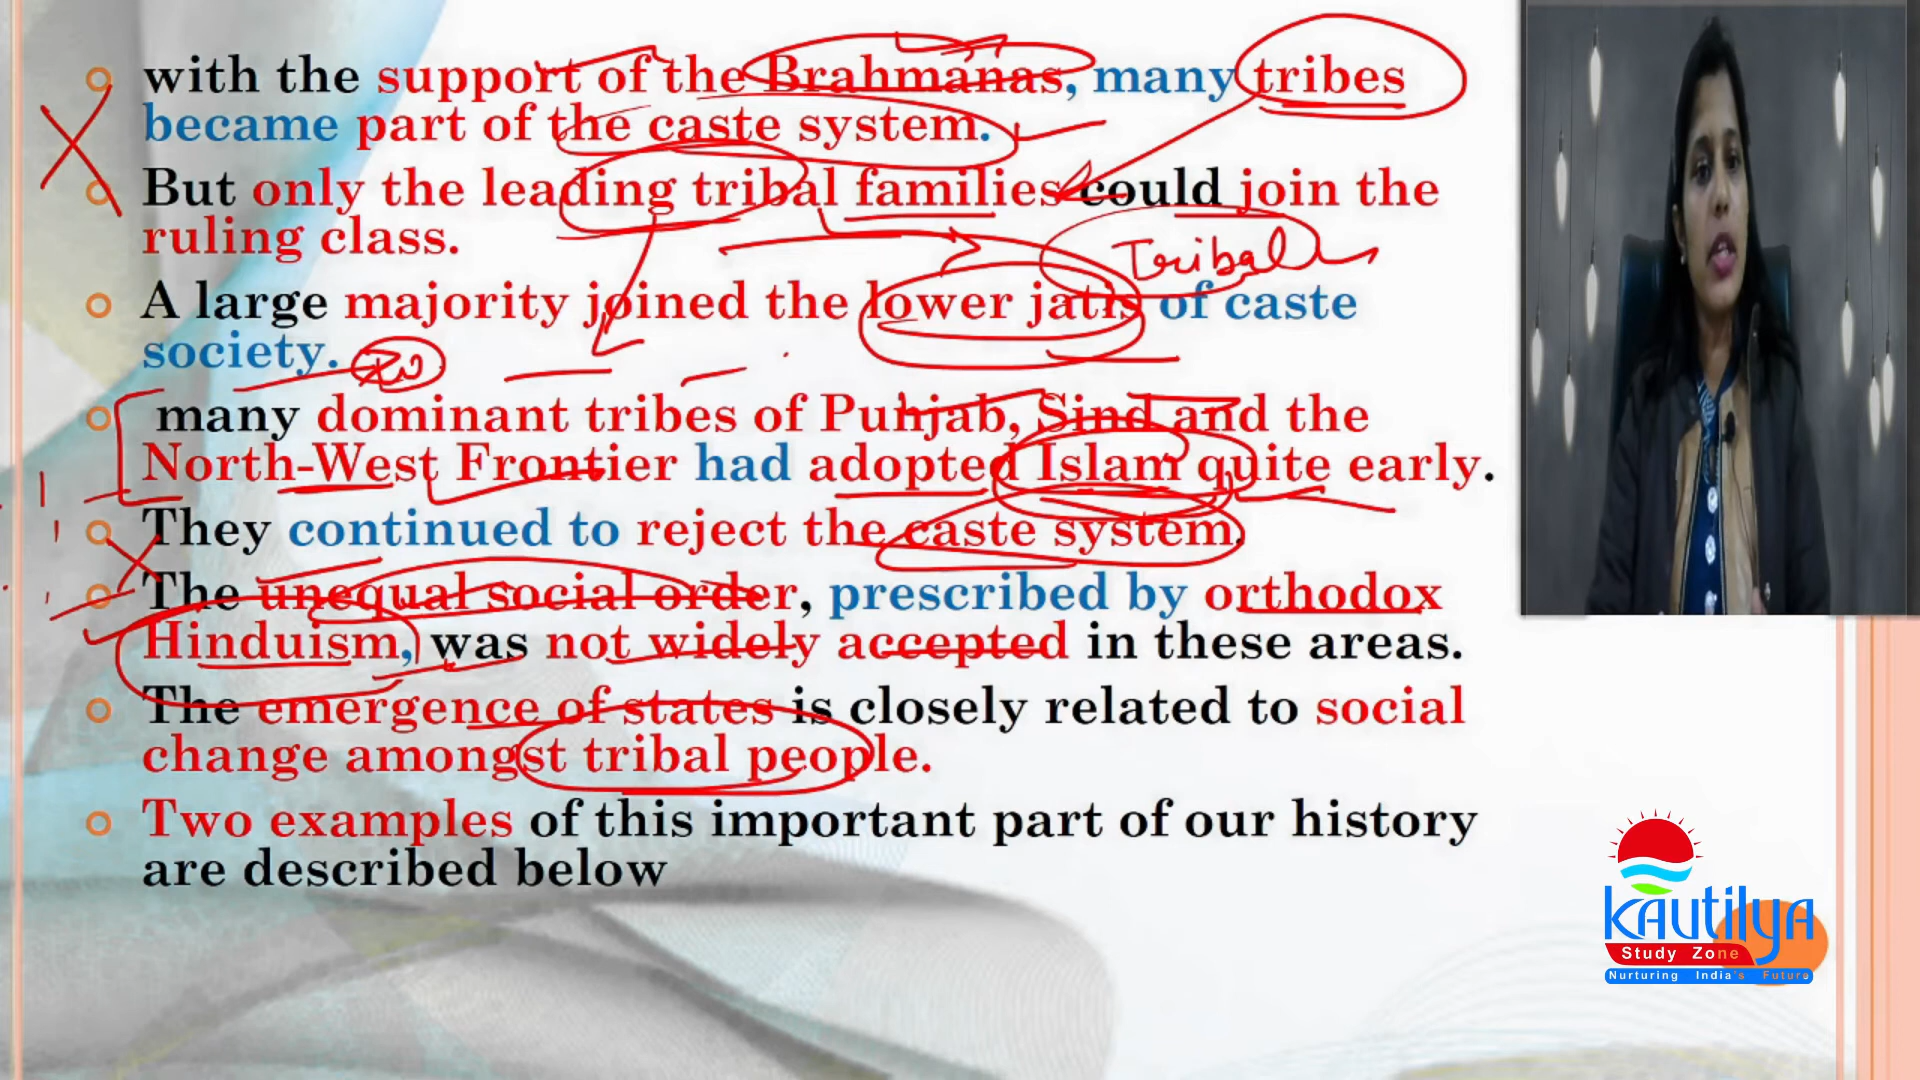 with the support of the Brahmanas, many tribes
became part of the caste system.
But only the leading tribal families could join the
ruling class.
Tribal
A large majority joined the lower jatis of caste
society.
many dominant tribes of Punjab, Sind and the
North-West Frontier had adopted Islam quite early.
They continued to reject the caste system.
The unequal social order, prescribed by orthodox
Hinduism, was not widely accepted in these areas.
The emergence of states is closely related to social
change amongst tribal people.
Two examples of this important part of our history
are described below
Kautilya
Study Zone
Nurturing India's Future